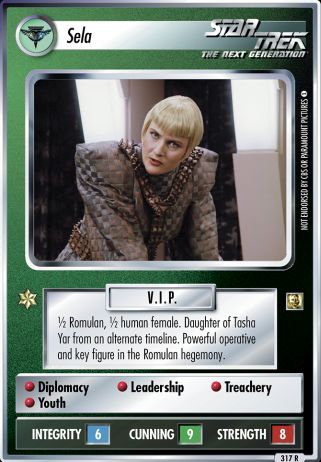 Sela
STAR TREK
THE NEXT GENERATION
NOT ENDORSED BY CBS OR PARAMOUNT PICTURES
V.I.P.
½ Romulan, ½ human female. Daughter of Tasha
Yar from an alternate timeline. Powerful operative
and key figure in the Romulan hegemony.
Diplomacy Leadership Treachery
Youth
INTEGRITY 6 CUNNING 9 STRENGTH 8
317 R